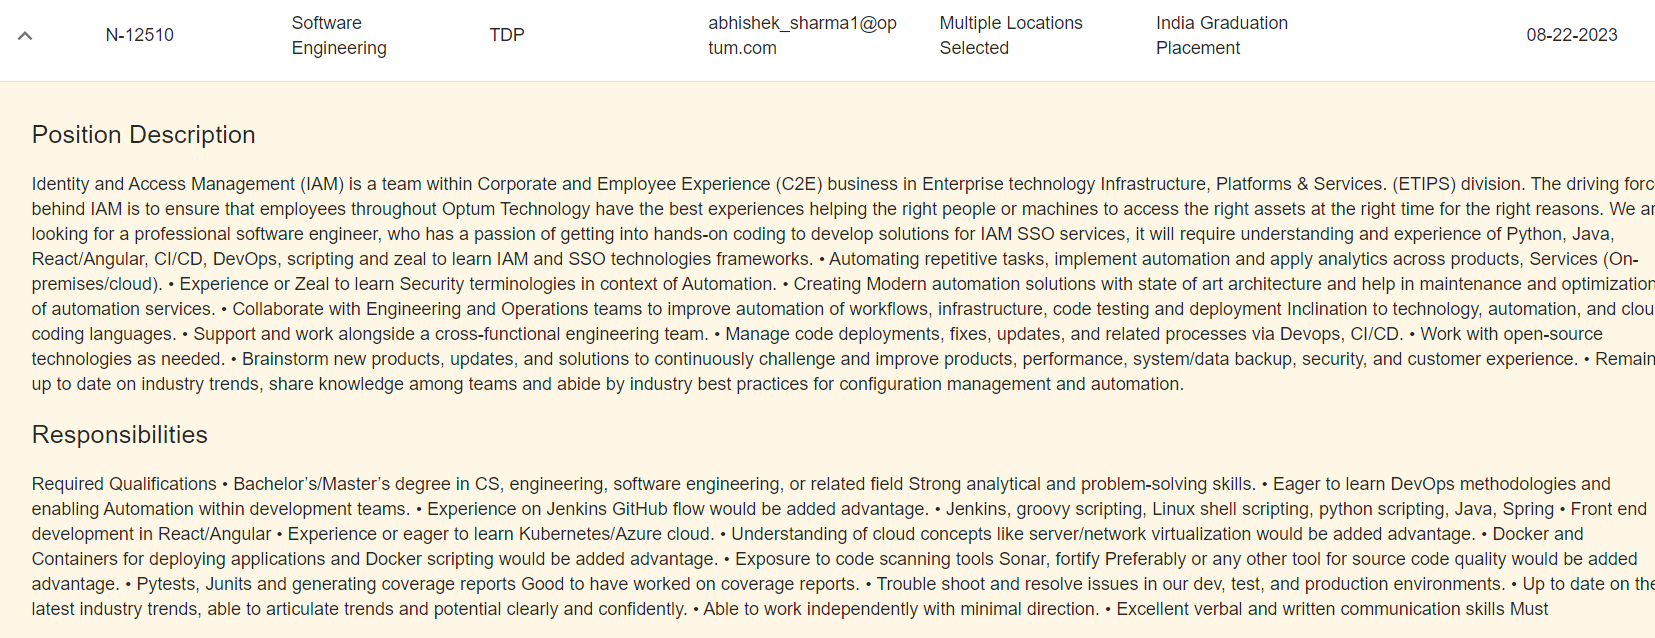 N-12510
Software
Engineering
TDP
abhishek_sharma1@op
tum.com
Multiple Locations
Selected
India Graduation
Placement
08-22-2023
Position Description
Identity and Access Management (IAM) is a team within Corporate and Employee Experience (C2E) business in Enterprise technology Infrastructure, Platforms & Services. (ETIPS) division. The driving forc
behind IAM is to ensure that employees throughout Optum Technology have the best experiences helping the right people or machines to access the right assets at the right time for the right reasons. We ar
looking for a professional software engineer, who has a passion of getting into hands-on coding to develop solutions for IAM SSO services, it will require understanding and experience of Python, Java,
React/Angular, CI/CD, DevOps, scripting and zeal to learn IAM and SSO technologies frameworks. • Automating repetitive tasks, implement automation and apply analytics across products, Services (On-
premises/cloud). • Experience or Zeal to learn Security terminologies in context of Automation. • Creating Modern automation solutions with state of art architecture and help in maintenance and optimization
of automation services. • Collaborate with Engineering and Operations teams to improve automation of workflows, infrastructure, code testing and deployment Inclination to technology, automation, and clou
coding languages. • Support and work alongside a cross-functional engineering team. • Manage code deployments, fixes, updates, and related processes via Devops, CI/CD. • Work with open-source
technologies as needed. • Brainstorm new products, updates, and solutions to continuously challenge and improve products, performance, system/data backup, security, and customer experience. • Remain
up to date on industry trends, share knowledge among teams and abide by industry best practices for configuration management and automation.
Responsibilities
Required Qualifications • Bachelor’s/Master’s degree in CS, engineering, software engineering, or related field Strong analytical and problem-solving skills. • Eager to learn DevOps methodologies and
enabling Automation within development teams. • Experience on Jenkins GitHub flow would be added advantage. • Jenkins, groovy scripting, Linux shell scripting, python scripting, Java, Spring • Front end
development in React/Angular • Experience or eager to learn Kubernetes/Azure cloud. • Understanding of cloud concepts like server/network virtualization would be added advantage. • Docker and
Containers for deploying applications and Docker scripting would be added advantage. • Exposure to code scanning tools Sonar, fortify Preferably or any other tool for source code quality would be added
advantage. • Pytests, Junits and generating coverage reports Good to have worked on coverage reports. • Trouble shoot and resolve issues in our dev, test, and production environments. • Up to date on the
latest industry trends, able to articulate trends and potential clearly and confidently. • Able to work independently with minimal direction. • Excellent verbal and written communication skills Must